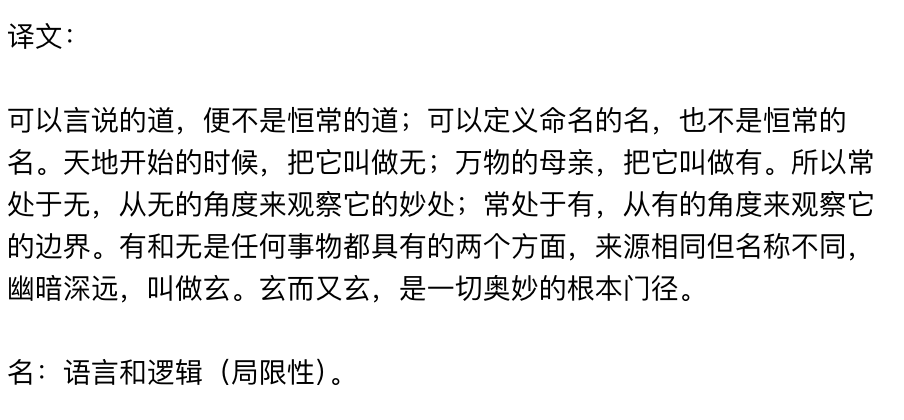 译文：
可以言说的道，便不是恒常的道；可以定义命名的名，也不是恒常的
名。天地开始的时候，把它叫做无；万物的母亲，把它叫做有。所以常
处于无，从无的角度来观察它的妙处；常处于有，从有的角度来观察它
的边界。有和无是任何事物都具有的两个方面，来源相同但名称不同，
幽暗深远，叫做玄。玄而又玄，是一切奥妙的根本门径。
名：语言和逻辑（局限性）。